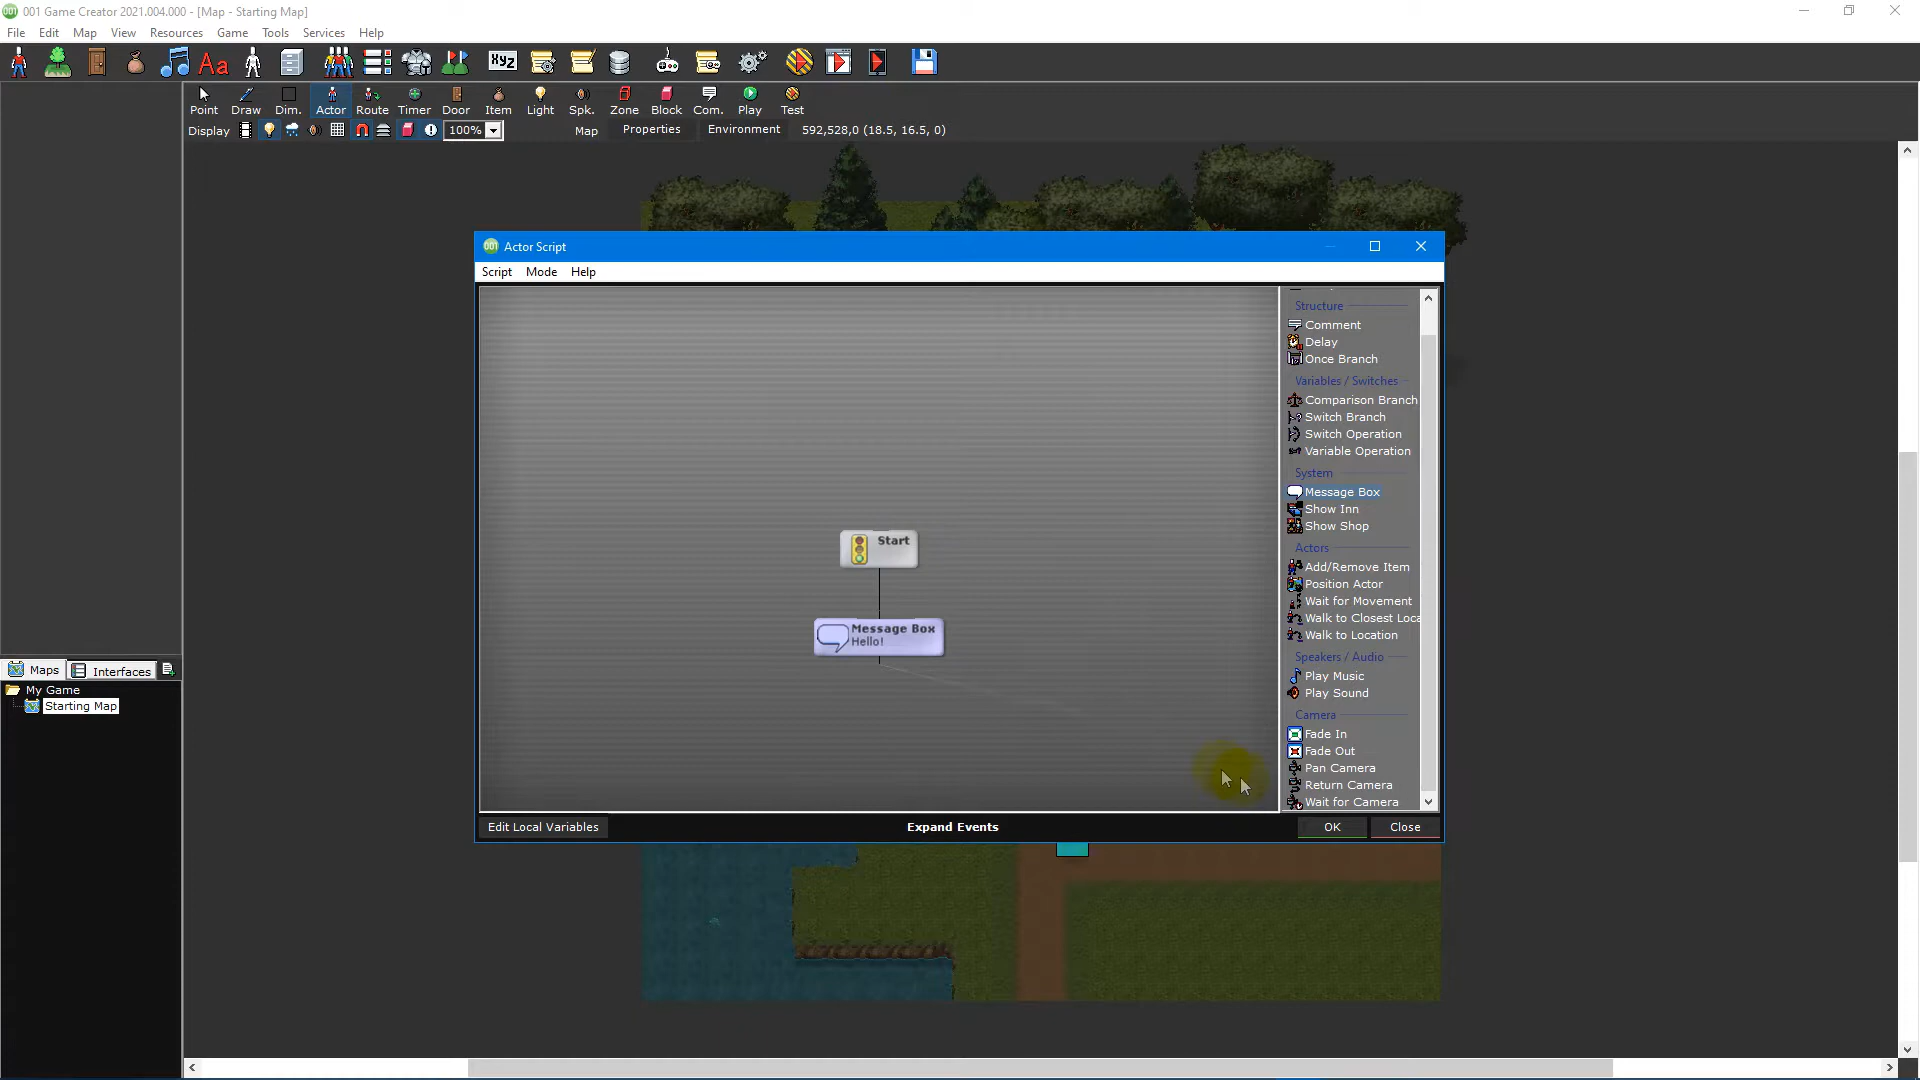 001 Game Creator 2021.004.000 - [Map - Starting Map]
File Edit Map View Resources Game Tools Services Help
Aa XYZ
Point Draw Dim. Actor Route Timer Door Item Light Spk. Zone Block Com. Play Test
Display 100% Map Properties Environment 592,528,0 (18.5, 16.5, 0)
001 Actor Script
Script Mode Help
Structure
Comment
Delay
Once Branch
Variables / Switches
Comparison Branch
Switch Branch
Switch Operation
Variable Operation
System
Message Box
Show Inn
Show Shop
Actors
Add/Remove Item
Position Actor
Wait for Movement
Walk to Closest Loca
Walk to Location
Speakers / Audio
Play Music
Play Sound
Camera
Fade In
Fade Out
Pan Camera
Return Camera
Wait for Camera
Start
Message Box
Hello!
Edit Local Variables Expand Events OK Close
Maps Interfaces
My Game
Starting Map